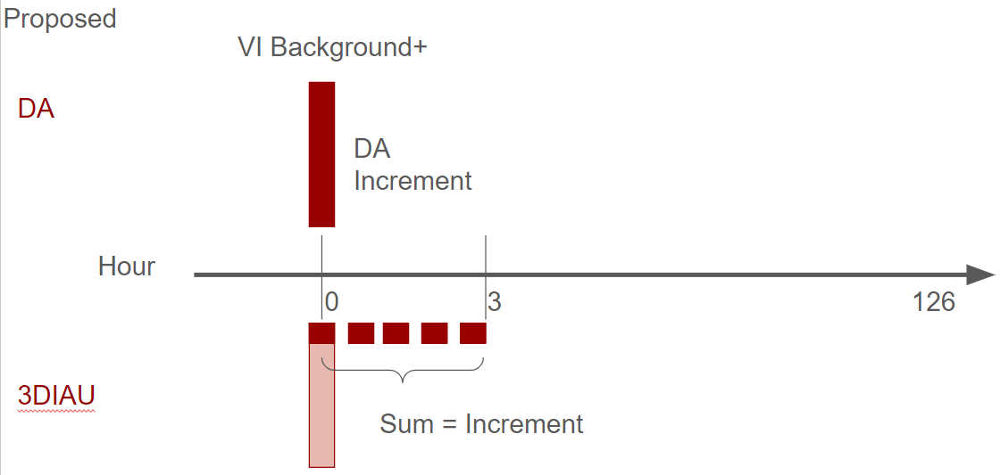 Proposed
VI Background+
DA
DA
Increment
Hour
0
3
126
3DIAU
Sum = Increment